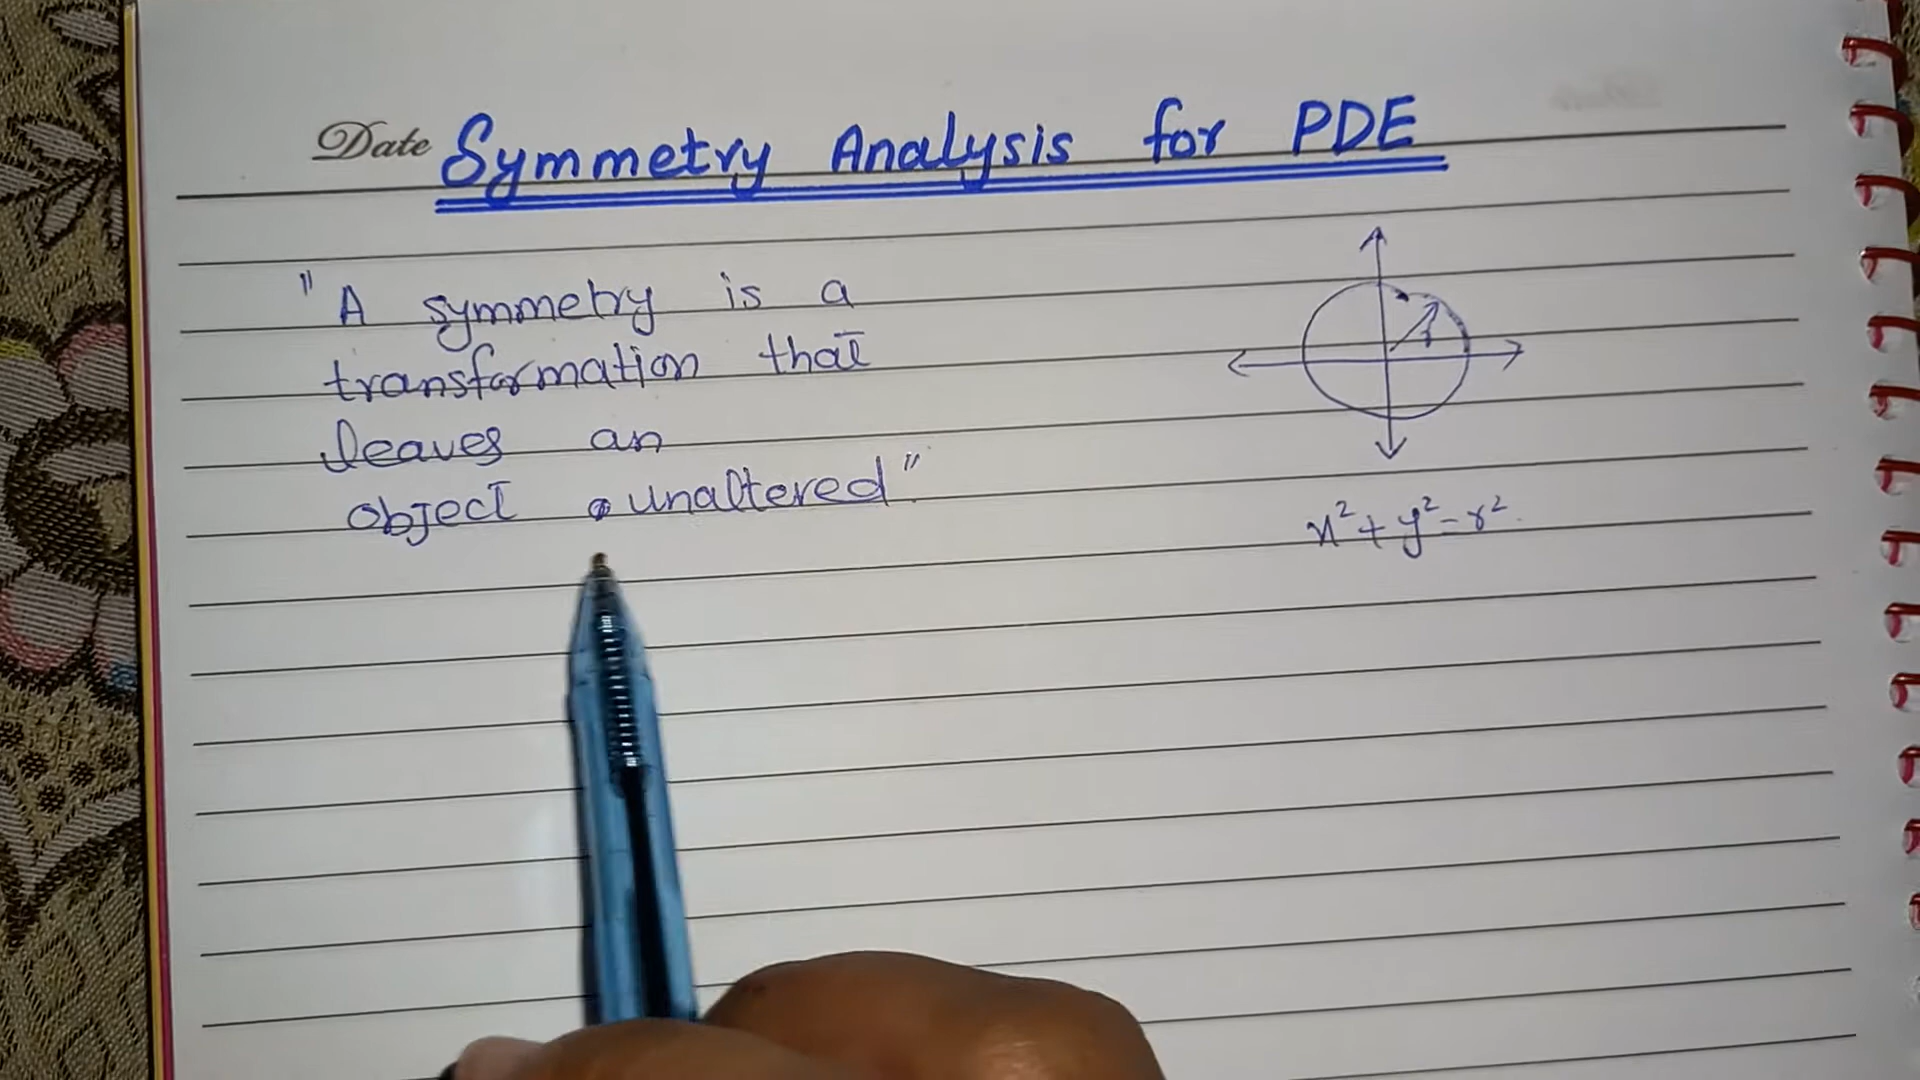 Date Symmetry Analysis for PDE
"A symmetry is a
transformation that
leaves an
object unaltered".
r
x² + y² - r².